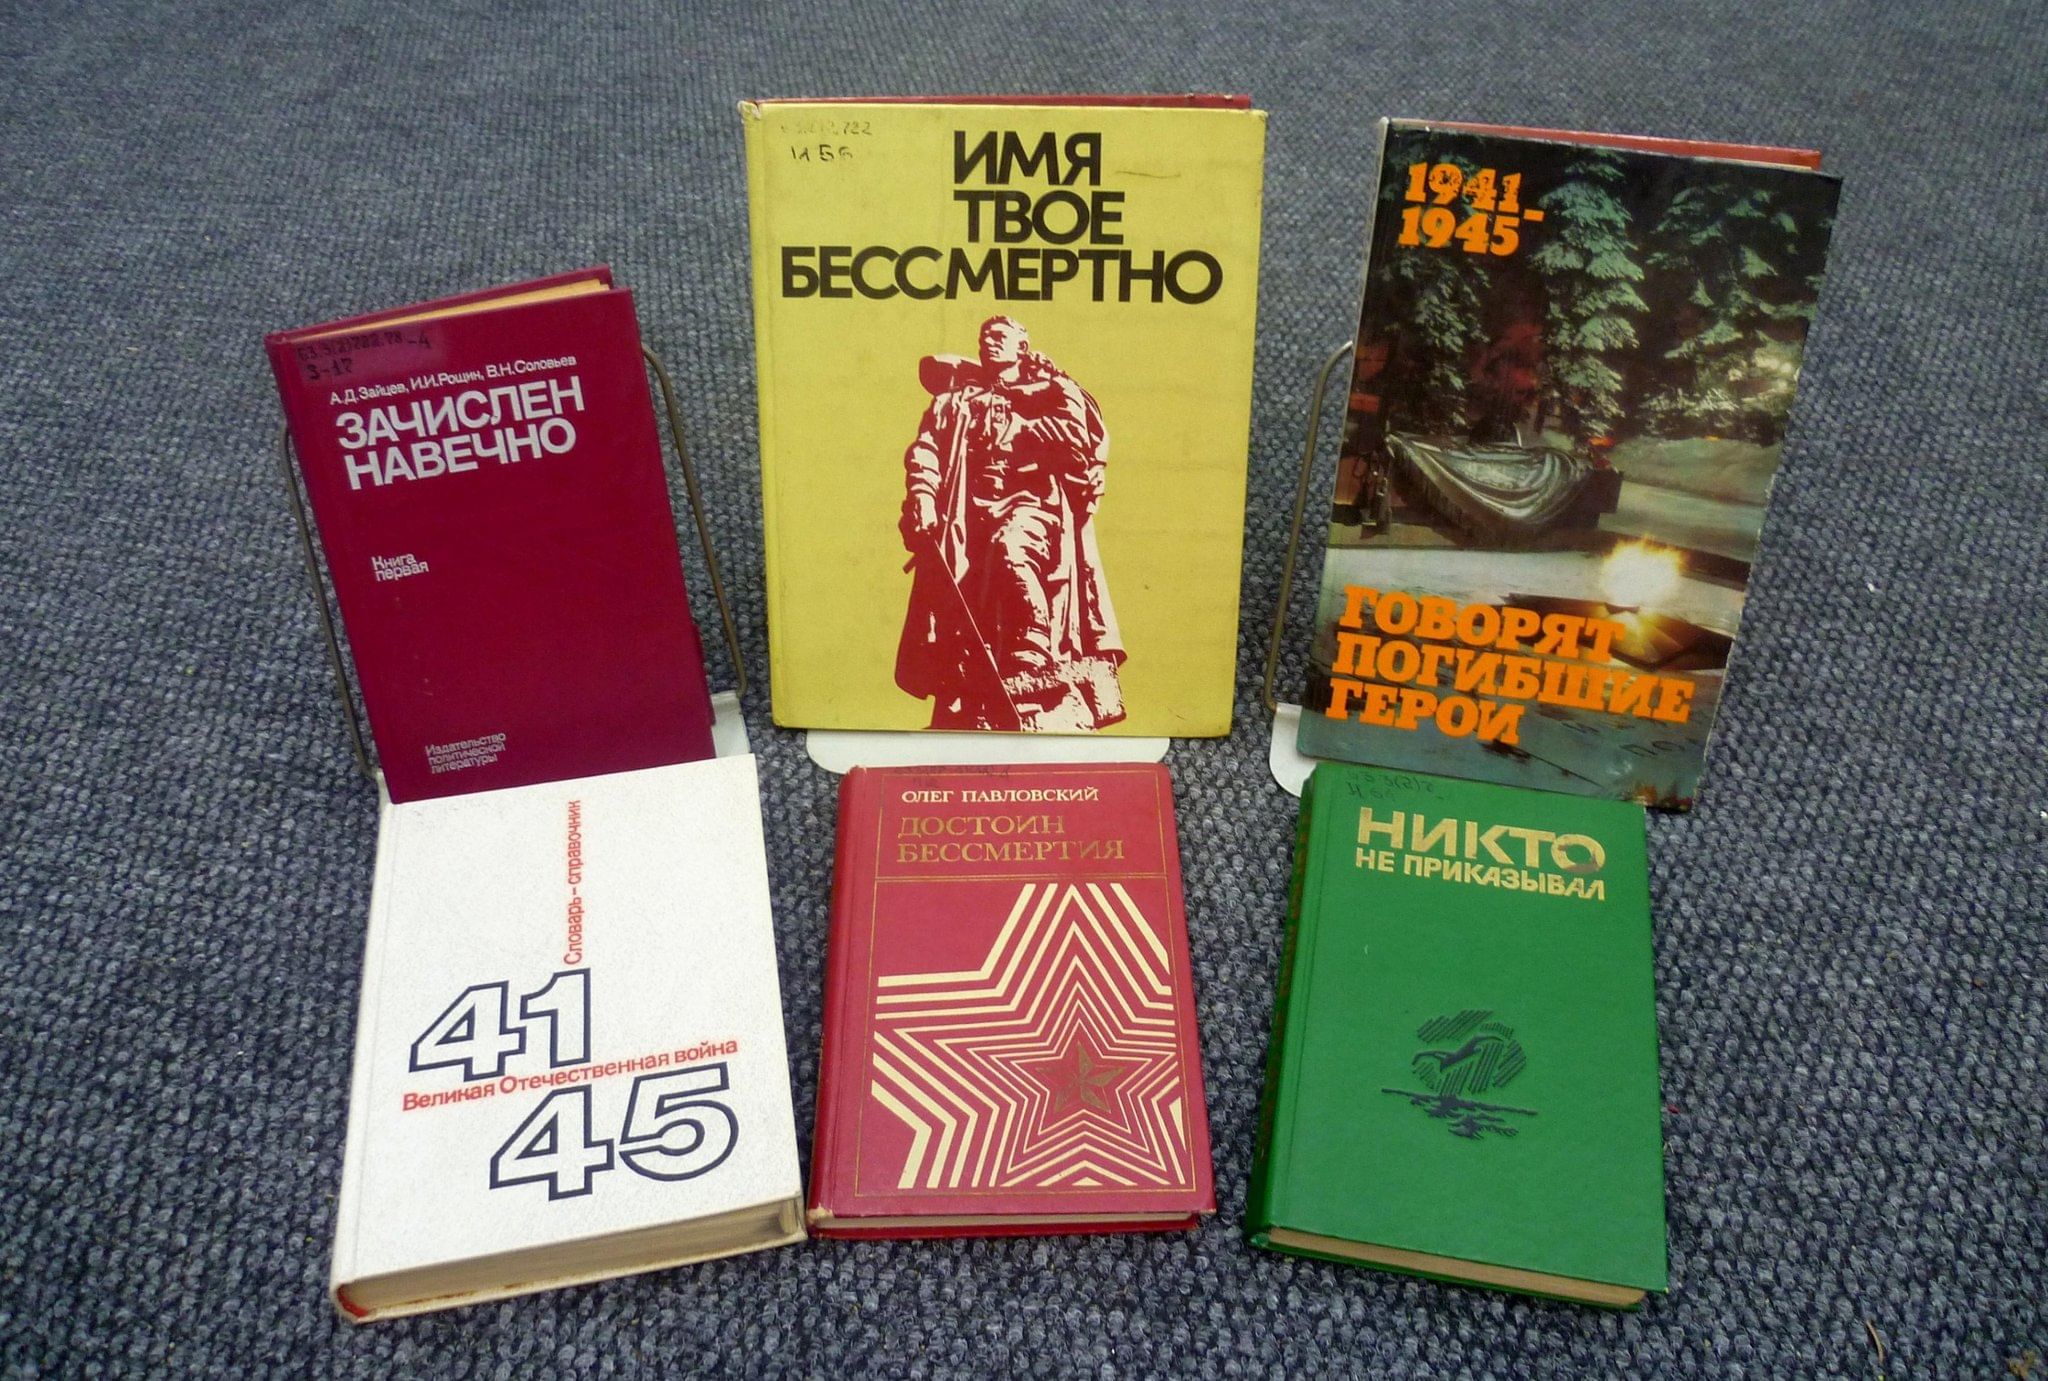 А.Д.Зайцев, И.И.Рощин, В.Н.Соловьев
ЗАЧИСЛЕН
НАВЕЧНО
Книга
первая
Издательство
политической
литературы
ИМЯ
ТВОЕ
БЕССМЕРТНО
И 56
1941-
1945
ГОВОРЯТ
ПОГИБШИЕ
ГЕРОИ
Словарь-справочник
41
Великая Отечественная война
45
ОЛЕГ ПАВЛОВСКИЙ
ДОСТОИН
БЕССМЕРТИЯ
НИКТО
НЕ ПРИКАЗЫВАЛ